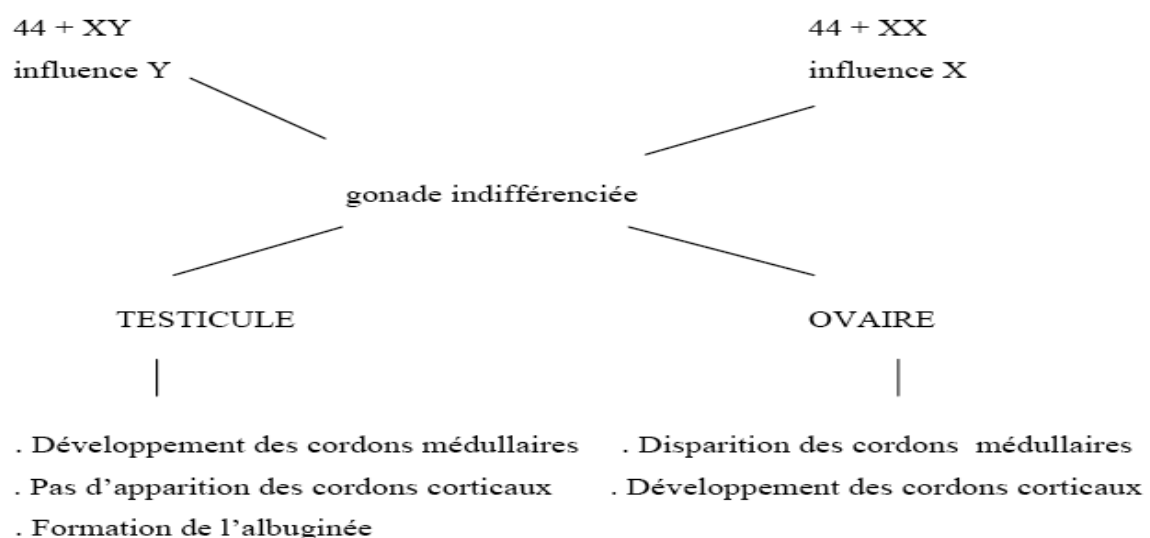 44 + XY
influence Y
44 + XX
influence X
gonade indifférenciée
TESTICULE
OVAIRE
. Développement des cordons médullaires
. Pas d’apparition des cordons corticaux
. Formation de l’albuginée
. Disparition des cordons médullaires
. Développement des cordons corticaux